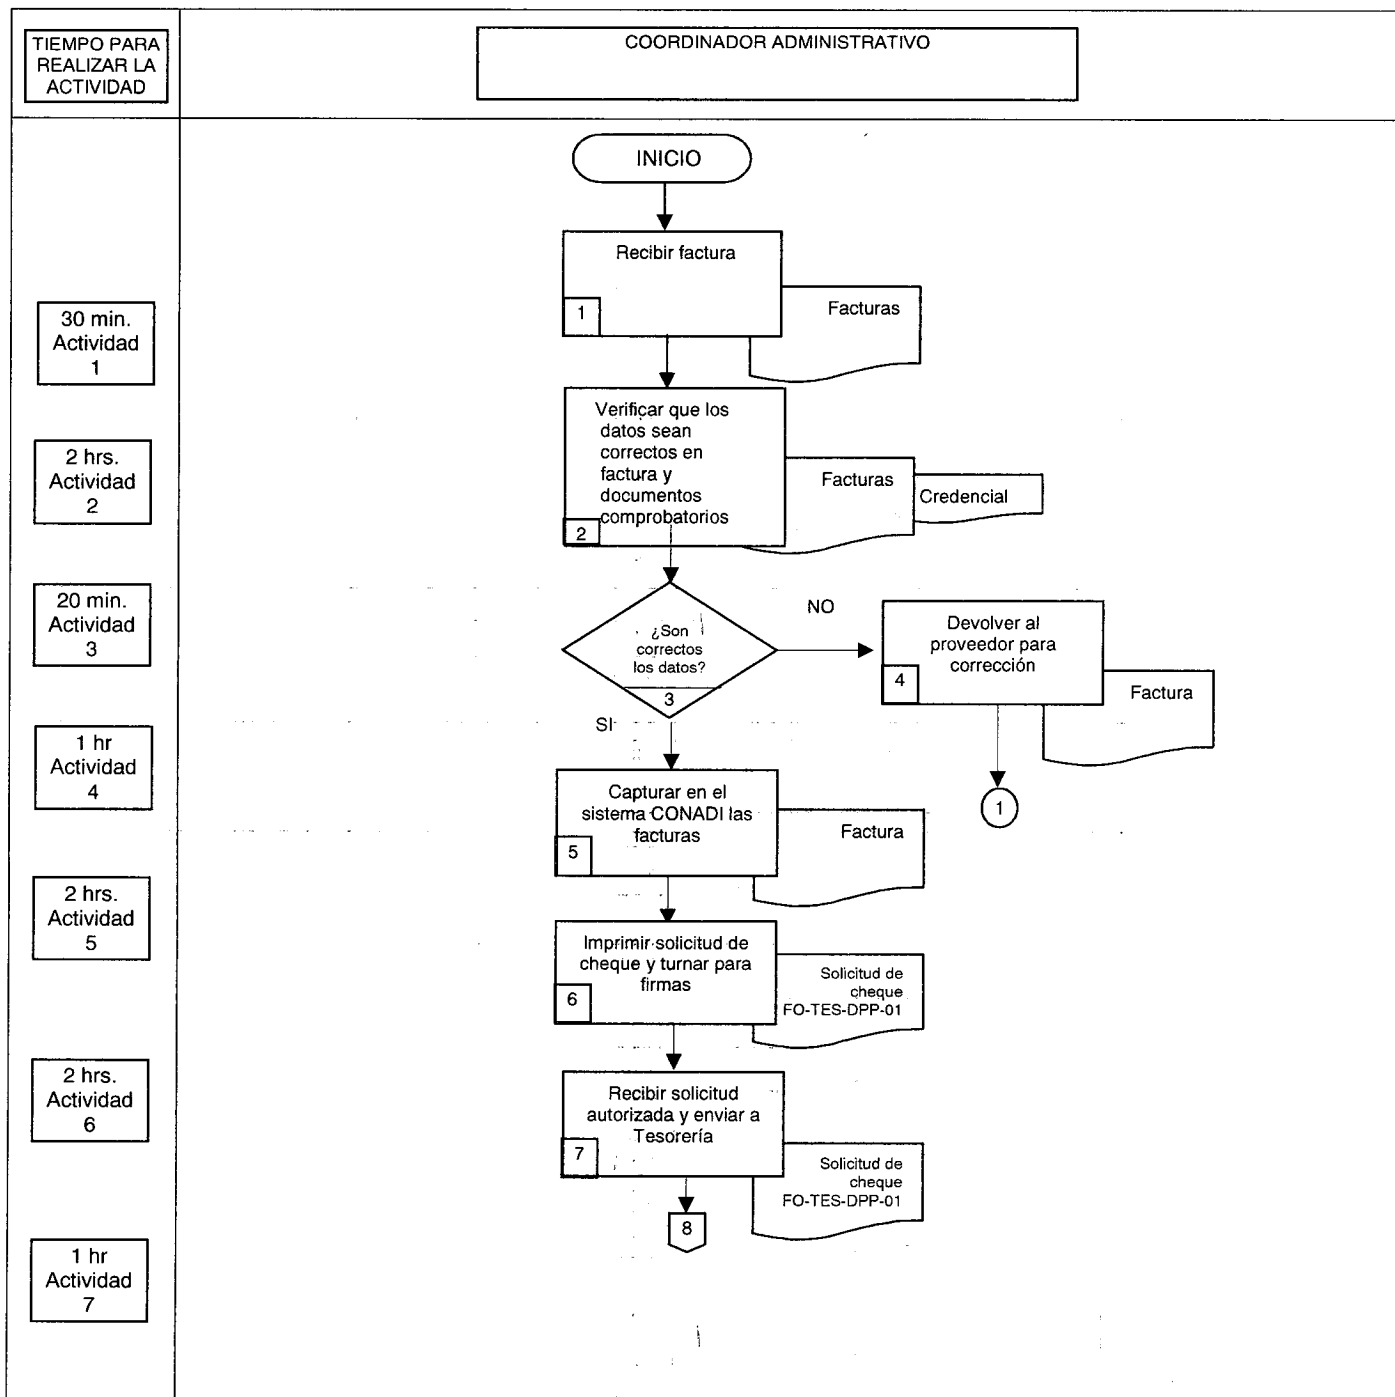 TIEMPO PARA
REALIZAR LA
ACTIVIDAD
COORDINADOR ADMINISTRATIVO
INICIO
Recibir factura
1
Facturas
30 min.
Actividad
1
Verificar que los
datos sean
correctos en
factura y
documentos
comprobatorios
2
Facturas
Credencial
2 hrs.
Actividad
2
¿Son
correctos
los datos?
3
NO
SI
20 min.
Actividad
3
Devolver al
proveedor para
corrección
4
Factura
1
1 hr
Actividad
4
Capturar en el
sistema CONADI las
facturas
5
Factura
2 hrs.
Actividad
5
Imprimir solicitud de
cheque y turnar para
firmas
6
Solicitud de
cheque
FO-TES-DPP-01
2 hrs.
Actividad
6
Recibir solicitud
autorizada y enviar a
Tesorería
7
Solicitud de
cheque
FO-TES-DPP-01
8
1 hr
Actividad
7